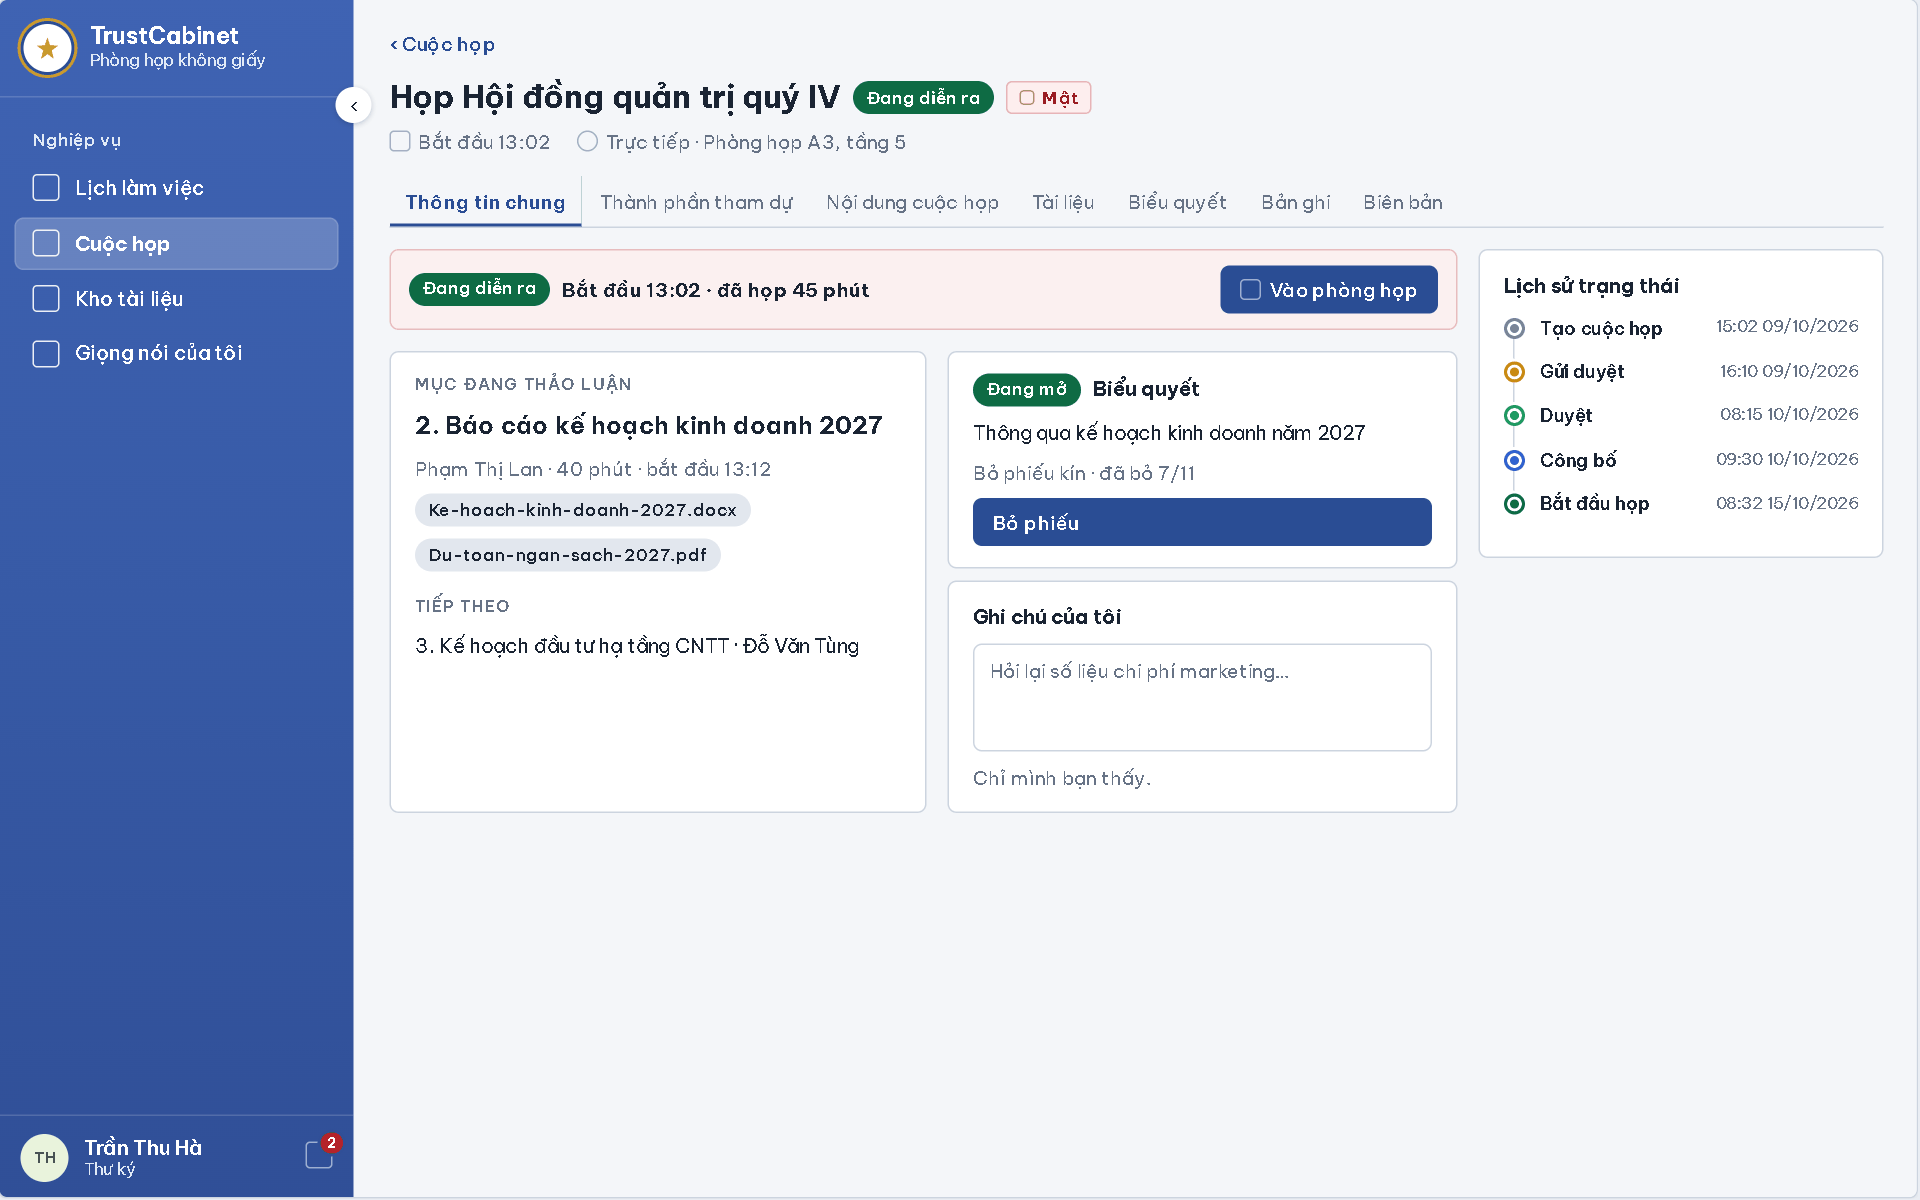 TrustCabinet
Phòng họp không giấy
Nghiệp vụ
Lịch làm việc
Cuộc họp
Kho tài liệu
Giọng nói của tôi
TH
Trần Thu Hà
Thư ký
2
‹ Cuộc họp
Họp Hội đồng quản trị quý IV
Đang diễn ra
Mật
Bắt đầu 13:02
Trực tiếp · Phòng họp A3, tầng 5
Thông tin chung
Thành phần tham dự
Nội dung cuộc họp
Tài liệu
Biểu quyết
Bản ghi
Biên bản
Đang diễn ra
Bắt đầu 13:02 · đã họp 45 phút
Vào phòng họp
MỤC ĐANG THẢO LUẬN
2. Báo cáo kế hoạch kinh doanh 2027
Phạm Thị Lan · 40 phút · bắt đầu 13:12
Ke-hoach-kinh-doanh-2027.docx
Du-toan-ngan-sach-2027.pdf
TIẾP THEO
3. Kế hoạch đầu tư hạ tầng CNTT · Đỗ Văn Tùng
Đang mở
Biểu quyết
Thông qua kế hoạch kinh doanh năm 2027
Bỏ phiếu kín · đã bỏ 7/11
Bỏ phiếu
Ghi chú của tôi
Hỏi lại số liệu chi phí marketing...
Chỉ mình bạn thấy.
Lịch sử trạng thái
Tạo cuộc họp 15:02 09/10/2026
Gửi duyệt 16:10 09/10/2026
Duyệt 08:15 10/10/2026
Công bố 09:30 10/10/2026
Bắt đầu họp 08:32 15/10/2026